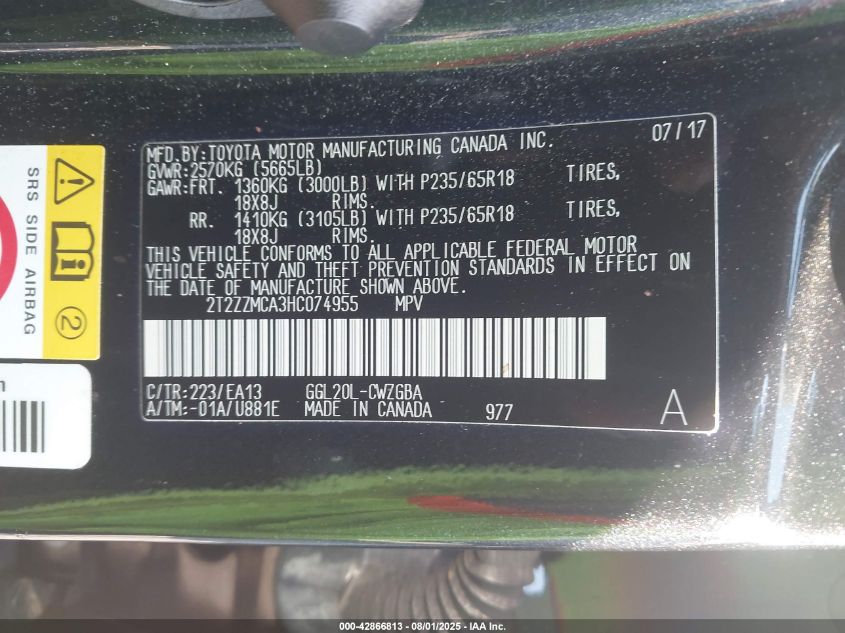 MFD.BY:TOYOTA MOTOR MANUFACTURING CANADA INC. 07/17
GVWR:2570KG (5665LB)
GAWR:FRT. 1360KG (3000LB) WITH P235/65R18 TIRES,
18X8J RIMS.
RR. 1410KG (3105LB) WITH P235/65R18 TIRES,
18X8J RIMS.
THIS VEHICLE CONFORMS TO ALL APPLICABLE FEDERAL MOTOR
VEHICLE SAFETY AND THEFT PREVENTION STANDARDS IN EFFECT ON
THE DATE OF MANUFACTURE SHOWN ABOVE.
2T2ZZMCA3HC074955 MPV
C/TR:223/EA13 GGL20L-CWZGBA
A/TM:-01A/U881E MADE IN CANADA 977 A
SRS SIDE AIRBAG
2
000-42866813 - 08/01/2025 - IAA Inc.